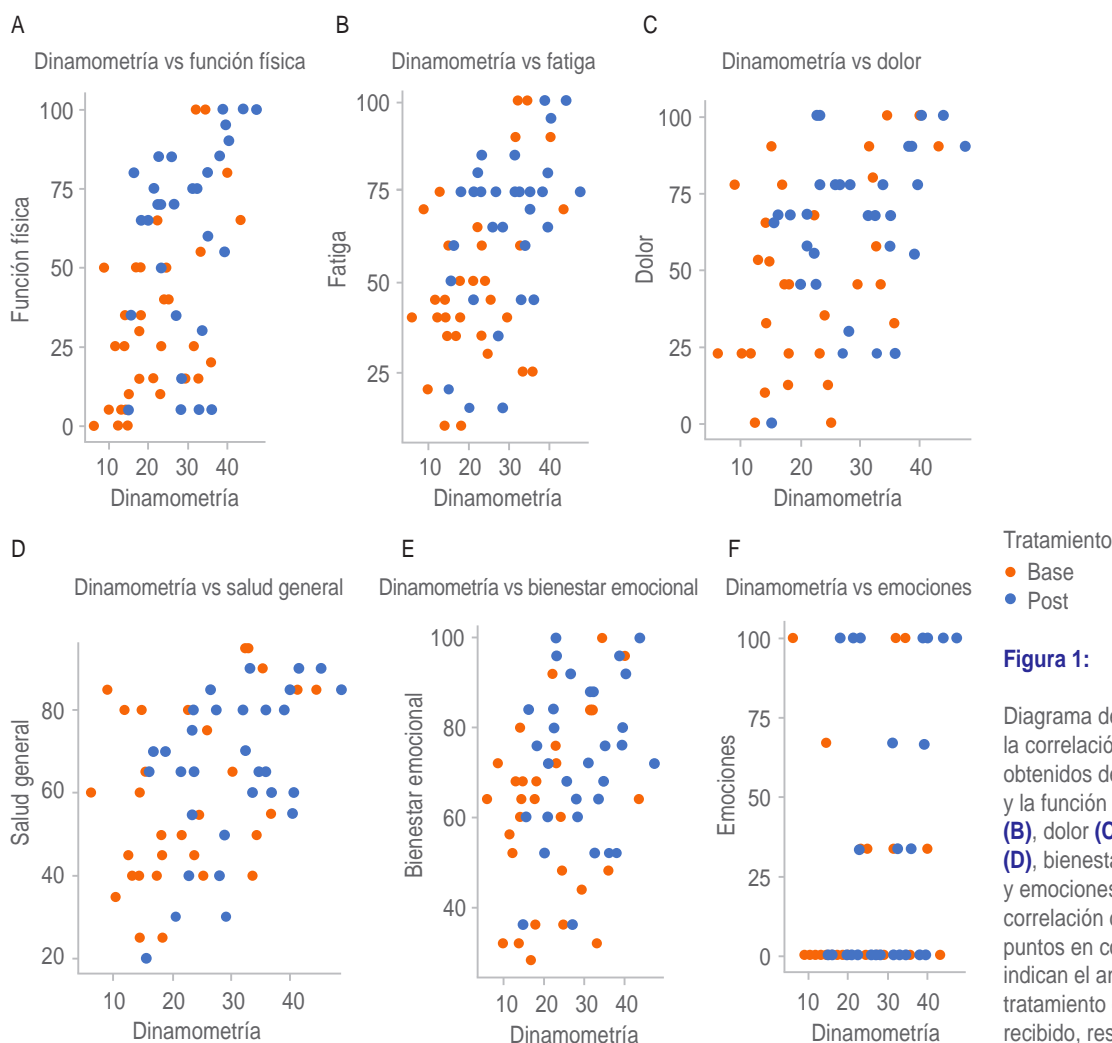 A
Dinamometría vs función física
Función física
100
75
50
25
0
10 20 30 40
Dinamometría
B
Dinamometría vs fatiga
Fatiga
100
75
50
25
10 20 30 40
Dinamometría
C
Dinamometría vs dolor
Dolor
100
75
50
25
0
10 20 30 40
Dinamometría
D
Dinamometría vs salud general
Salud general
80
60
40
20
10 20 30 40
Dinamometría
E
Dinamometría vs bienestar emocional
Bienestar emocional
100
80
60
40
10 20 30 40
Dinamometría
F
Dinamometría vs emociones
Emociones
100
75
50
25
0
10 20 30 40
Dinamometría
Tratamiento
Base
Post
Figura 1:
Diagrama de
la correlación
obtenidos de
y la función
(B), dolor (C
(D), bienesta
y emociones
correlación
puntos en co
indican el an
tratamiento
recibido, res